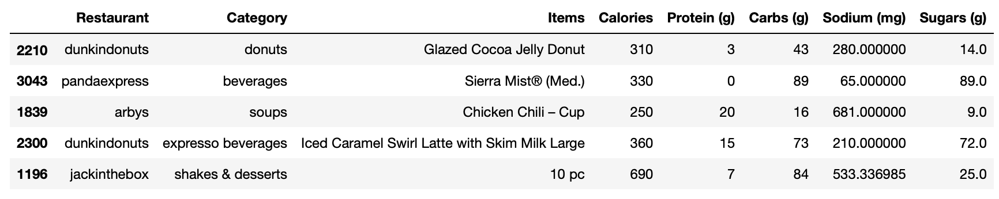 Restaurant Category Items Calories Protein (g) Carbs (g) Sodium (mg) Sugars (g)
2210 dunkindonuts donuts Glazed Cocoa Jelly Donut 310 3 43 280.000000 14.0
3043 pandaexpress beverages Sierra Mist® (Med.) 330 0 89 65.000000 89.0
1839 arbys soups Chicken Chili – Cup 250 20 16 681.000000 9.0
2300 dunkindonuts expresso beverages Iced Caramel Swirl Latte with Skim Milk Large 360 15 73 210.000000 72.0
1196 jackinthebox shakes & desserts 10 pc 690 7 84 533.336985 25.0